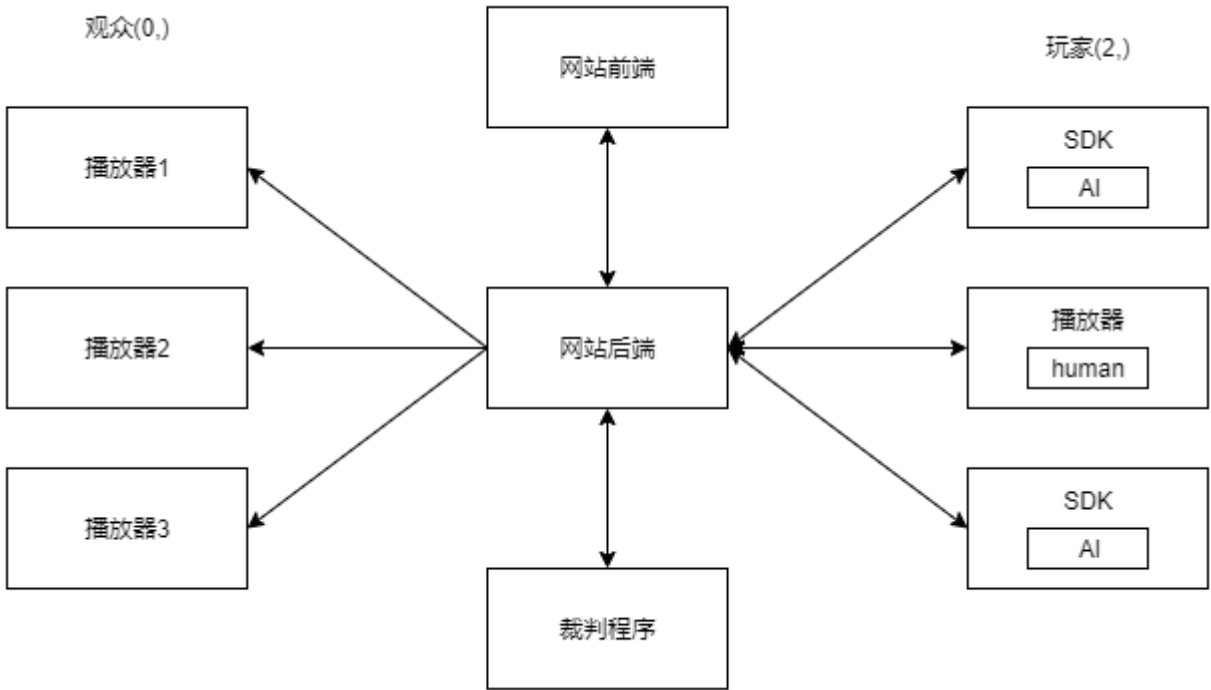 观众(0,)
网站前端
玩家(2,)
播放器1
SDK
AI
播放器2
网站后端
播放器
human
播放器3
SDK
AI
裁判程序